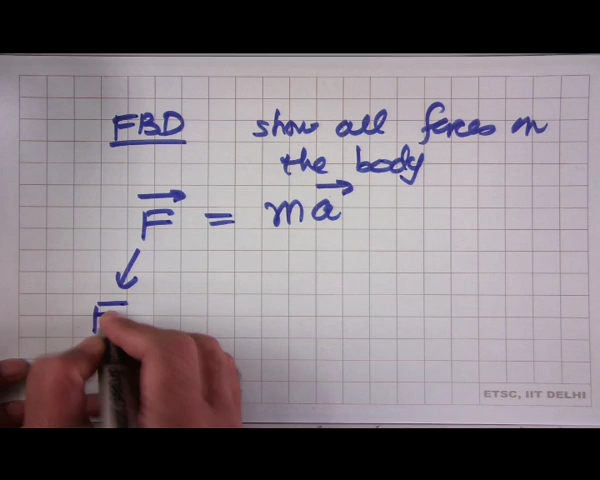 FBD show all forces on
the body
F = ma
F
ETSC, IIT DELHI